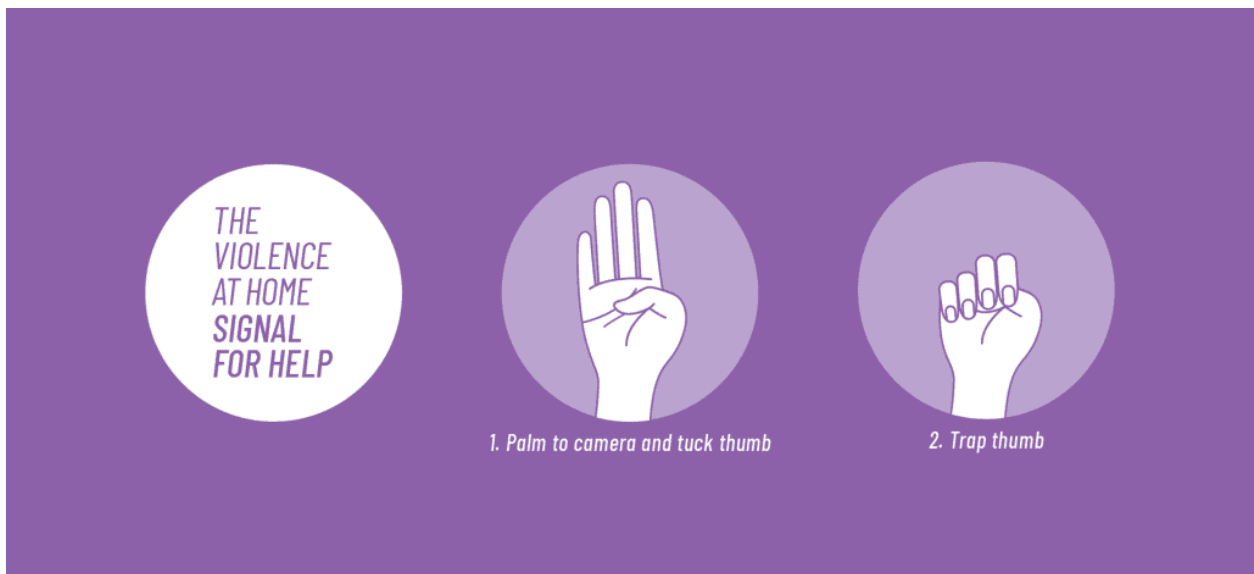 THE
VIOLENCE
AT HOME
SIGNAL
FOR HELP
1. Palm to camera and tuck thumb
2. Trap thumb